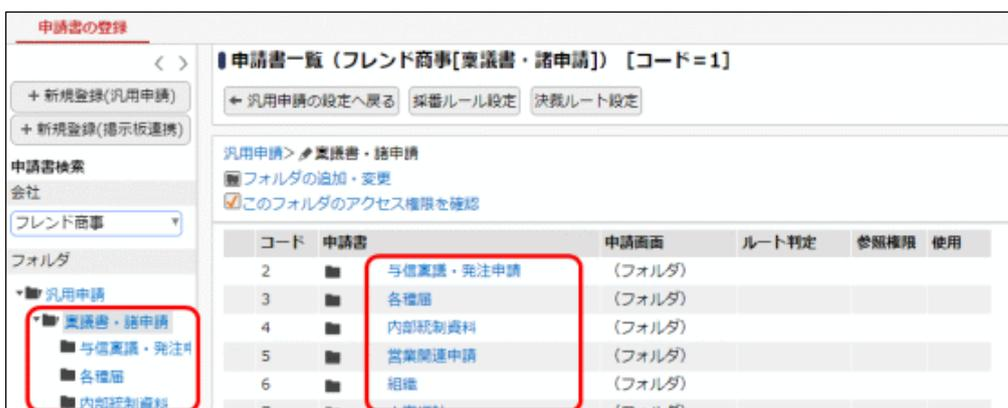 申請書の登録
< >
+ 新規登録(汎用申請)
+ 新規登録(掲示板連携)
申請書検索
会社
フレンド商事
フォルダ
汎用申請
稟議書・諸申請
与信稟議・発注申
各種届
内部統制資料
申請書一覧（フレンド商事[稟議書・諸申請]） [コード=1]
← 汎用申請の設定へ戻る 採番ルール設定 決裁ルート設定
汎用申請> 稟議書・諸申請
フォルダの追加・変更
このフォルダのアクセス権限を確認
コード 申請書 申請画面 ルート判定 参照権限 使用
2 与信稟議・発注申請 （フォルダ）
3 各種届 （フォルダ）
4 内部統制資料 （フォルダ）
5 営業関連申請 （フォルダ）
6 組織 （フォルダ）